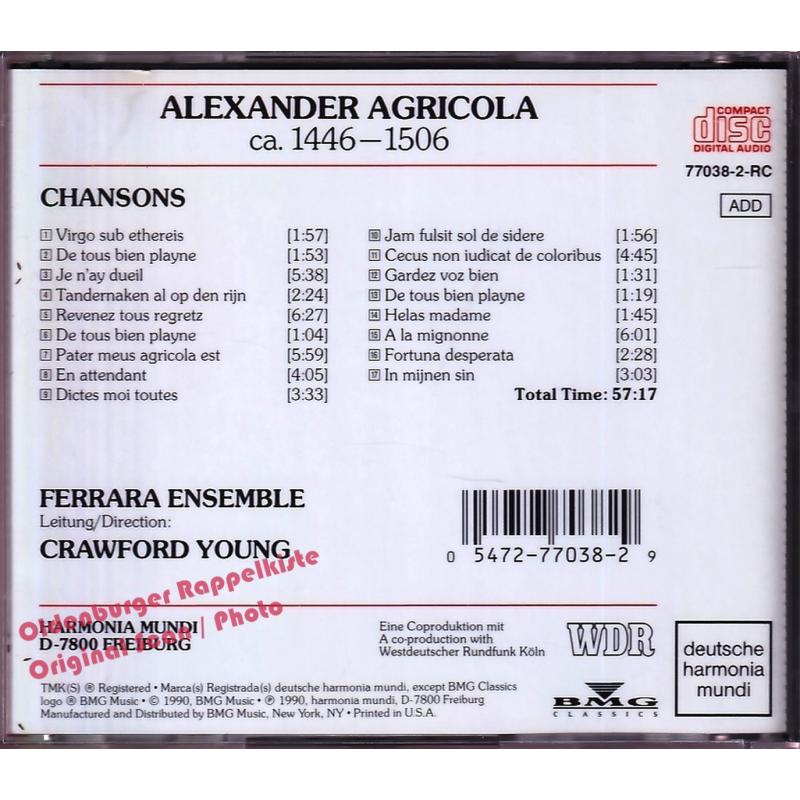 ALEXANDER AGRICOLA
ca. 1446–1506
COMPACT
disc
DIGITAL AUDIO
77038-2-RC
ADD
CHANSONS
1 Virgo sub ethereis [1:57]
2 De tous bien playne [1:53]
3 Je n'ay dueil [5:38]
4 Tandernaken al op den rijn [2:24]
5 Revenez tous regretz [6:27]
6 De tous bien playne [1:04]
7 Pater meus agricola est [5:59]
8 En attendant [4:05]
9 Dictes moi toutes [3:33]
10 Jam fulsit sol de sidere [1:56]
11 Cecus non iudicat de coloribus [4:45]
12 Gardez voz bien [1:31]
13 De tous bien playne [1:19]
14 Helas madame [1:45]
15 A la mignonne [6:01]
16 Fortuna desperata [2:28]
17 In mijnen sin [3:03]
Total Time: 57:17
FERRARA ENSEMBLE
Leitung/Direction:
CRAWFORD YOUNG
0 5472-77038-2 9
Oldenburger Rappelkiste
Original Scan | Photo
HARMONIA MUNDI
D-7800 FREIBURG
Eine Coproduktion mit
A co-production with
Westdeutscher Rundfunk Köln
WDR
deutsche
harmonia
mundi
TMK(S) ® Registered • Marca(s) Registrada(s) deutsche harmonia mundi, except BMG Classics
logo ® BMG Music • © 1990, BMG Music • ℗ 1990, harmonia mundi, D-7800 Freiburg
Manufactured and Distributed by BMG Music, New York, NY • Printed in U.S.A.
BMG
CLASSICS